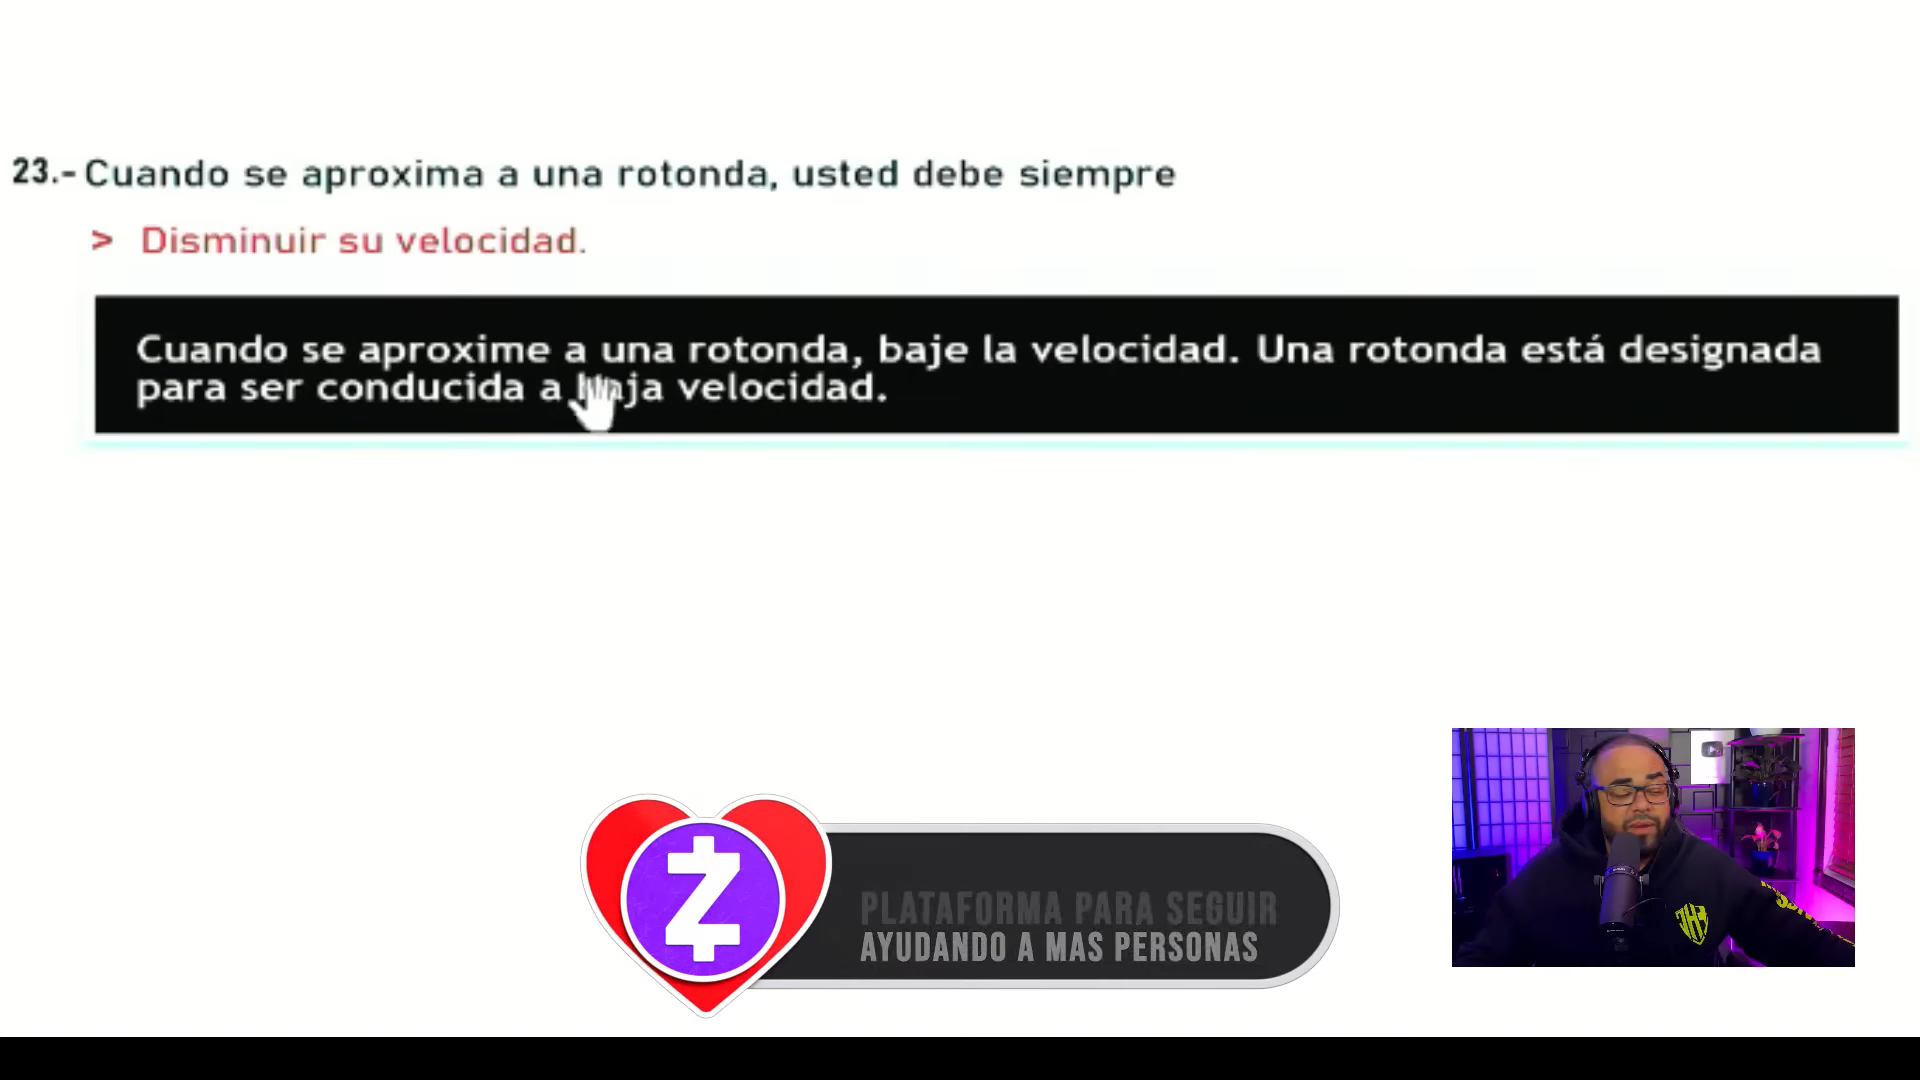 23.- Cuando se aproxima a una rotonda, usted debe siempre
> Disminuir su velocidad.
Cuando se aproxime a una rotonda, baje la velocidad. Una rotonda está designada
para ser conducida a baja velocidad.
PLATAFORMA PARA SEGUIR
AYUDANDO A MAS PERSONAS